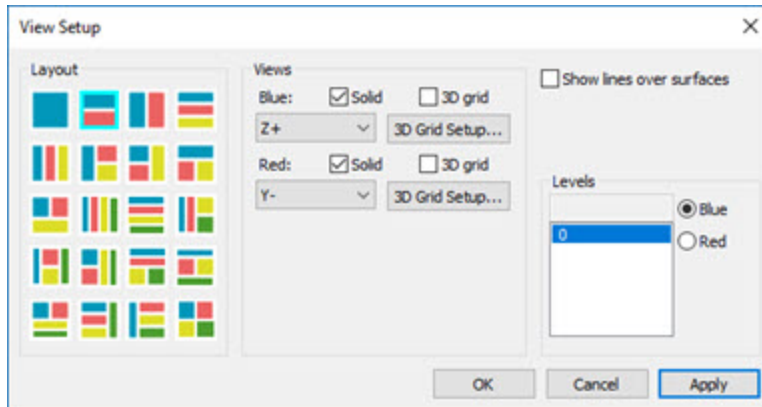 View Setup
Layout
Views
Blue: Solid 3D grid
Z+ 3D Grid Setup...
Red: Solid 3D grid
Y- 3D Grid Setup...
Show lines over surfaces
Levels
0
Blue
Red
OK Cancel Apply